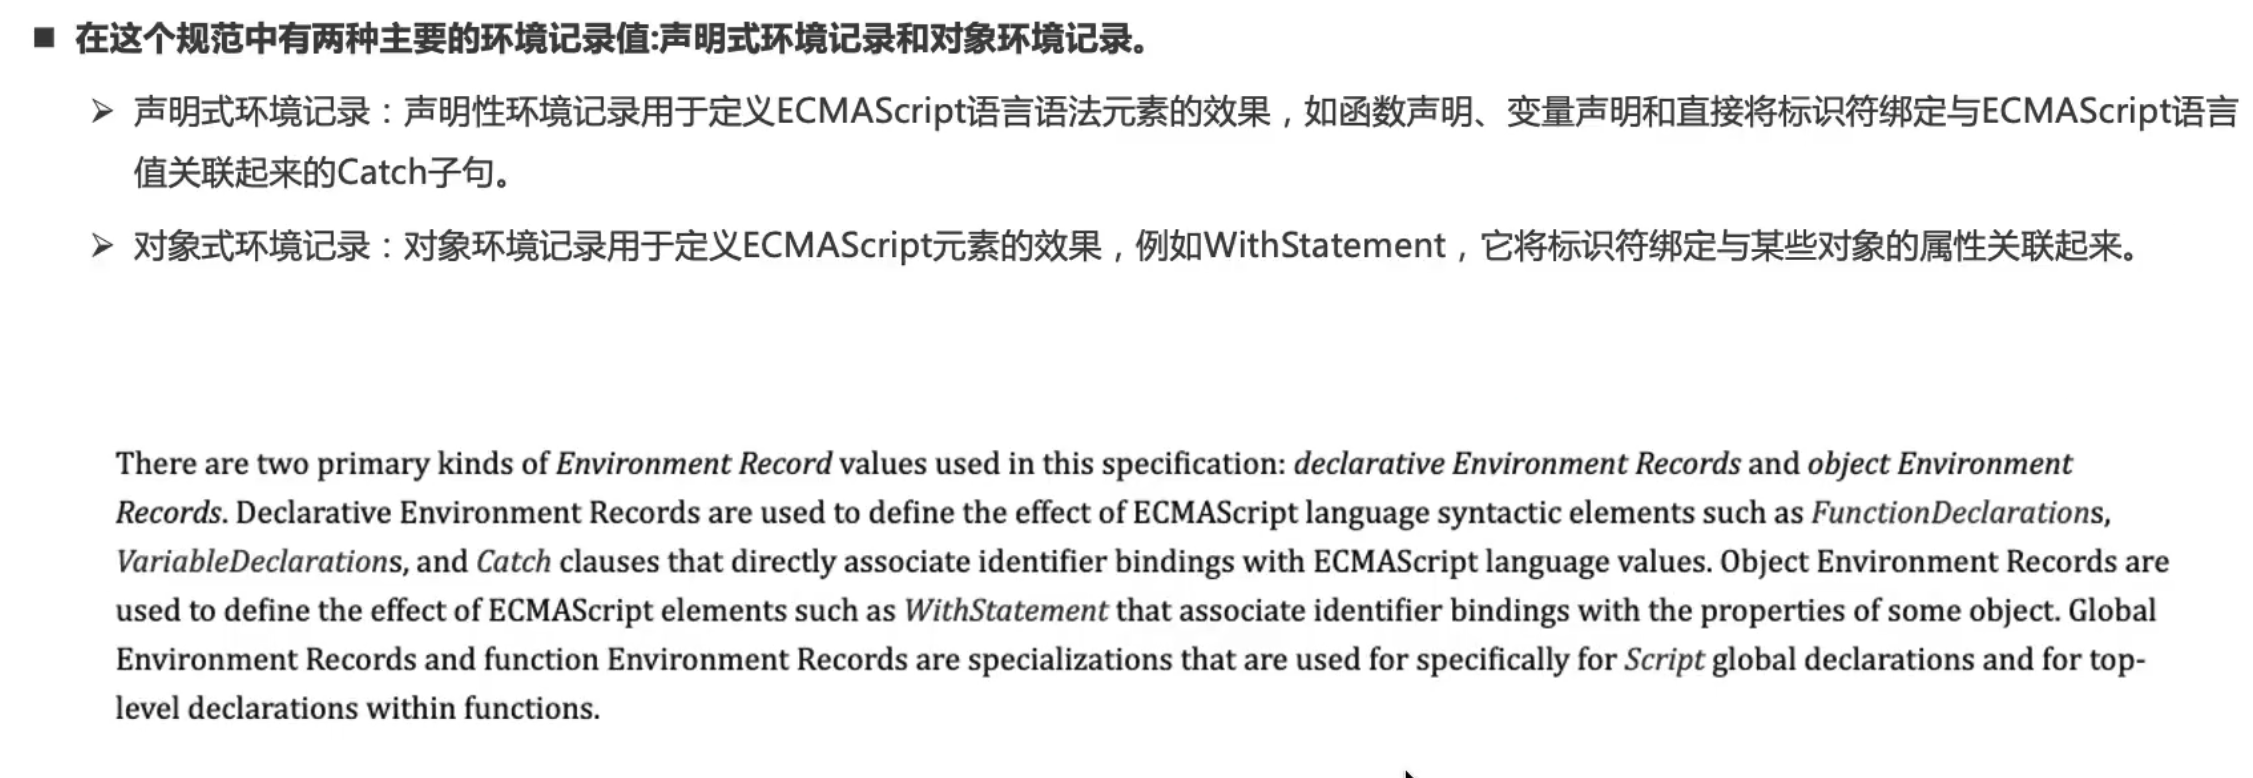 ■ 在这个规范中有两种主要的环境记录值:声明式环境记录和对象环境记录。
➢ 声明式环境记录：声明性环境记录用于定义ECMAScript语言语法元素的效果，如函数声明、变量声明和直接将标识符绑定与ECMAScript语言
值关联起来的Catch子句。
➢ 对象式环境记录：对象环境记录用于定义ECMAScript元素的效果，例如WithStatement，它将标识符绑定与某些对象的属性关联起来。
There are two primary kinds of Environment Record values used in this specification: declarative Environment Records and object Environment
Records. Declarative Environment Records are used to define the effect of ECMAScript language syntactic elements such as FunctionDeclarations,
VariableDeclarations, and Catch clauses that directly associate identifier bindings with ECMAScript language values. Object Environment Records are
used to define the effect of ECMAScript elements such as WithStatement that associate identifier bindings with the properties of some object. Global
Environment Records and function Environment Records are specializations that are used for specifically for Script global declarations and for top-
level declarations within functions.